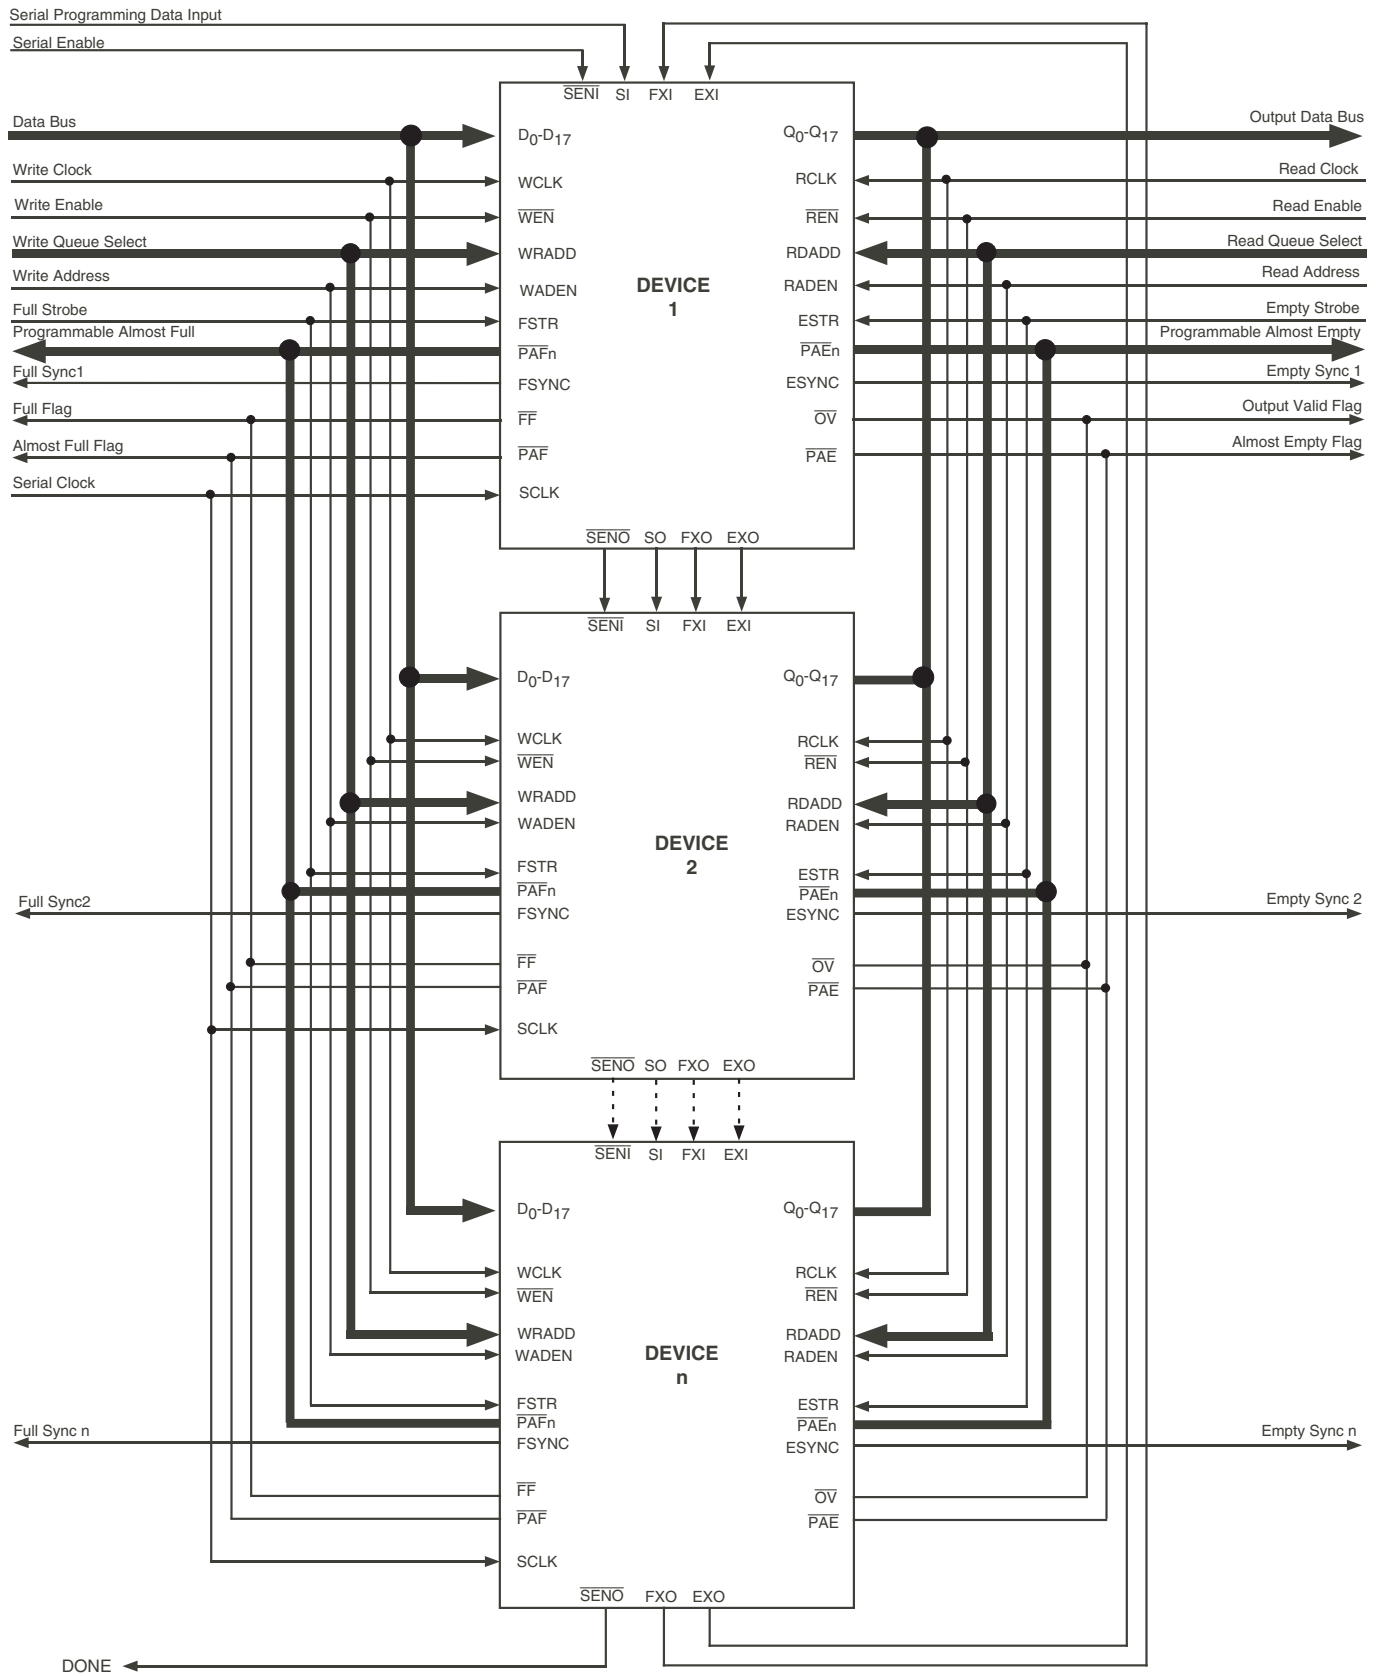 Serial Programming Data Input
Serial Enable
SENI SI FXI EXI
Data Bus
D0-D17
Q0-Q17
Output Data Bus
Write Clock
WCLK
RCLK
Read Clock
Write Enable
WEN
REN
Read Enable
Write Queue Select
WRADD
RDADD
Read Queue Select
Write Address
WADEN
DEVICE
1
RADEN
Read Address
Full Strobe
FSTR
ESTR
Empty Strobe
Programmable Almost Full
PAFn
PAEn
Programmable Almost Empty
Full Sync1
FSYNC
ESYNC
Empty Sync 1
Full Flag
FF
OV
Output Valid Flag
Almost Full Flag
PAF
PAE
Almost Empty Flag
Serial Clock
SCLK
SENO SO FXO EXO
SENI SI FXI EXI
D0-D17
Q0-Q17
WCLK
RCLK
WEN
REN
WRADD
RDADD
WADEN
RADEN
DEVICE
2
FSTR
ESTR
PAFn
PAEn
Full Sync2
FSYNC
ESYNC
Empty Sync 2
FF
OV
PAF
PAE
SCLK
SENO SO FXO EXO
SENI SI FXI EXI
D0-D17
Q0-Q17
WCLK
RCLK
WEN
REN
WRADD
RDADD
WADEN
RADEN
DEVICE
n
FSTR
ESTR
PAFn
PAEn
Full Sync n
FSYNC
ESYNC
Empty Sync n
FF
OV
PAF
PAE
SCLK
SENO FXO EXO
DONE